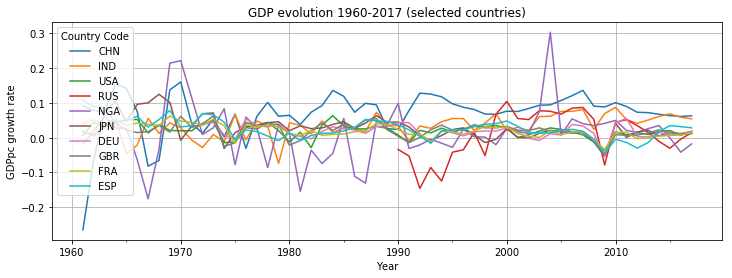 GDP evolution 1960-2017 (selected countries)
GDPpc growth rate
0.3
0.2
0.1
0.0
−0.1
−0.2
Country Code
CHN
IND
USA
RUS
NGA
JPN
DEU
GBR
FRA
ESP
1960
1970
1980
1990
2000
2010
Year